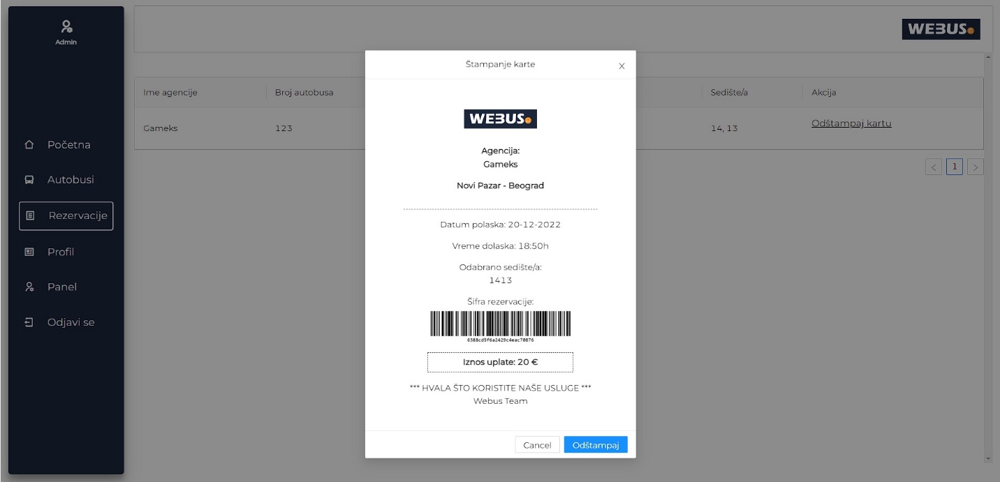 Admin
WEBUS
Štampanje karte
X
Ime agencije
Broj autobusa
Sedište/a
Akcija
Gameks
123
14, 13
Odštampaj kartu
< 1 >
Početna
Autobusi
Rezervacije
Profil
Panel
Odjavi se
WEBUS
Agencija:
Gameks
Novi Pazar - Beograd
Datum polaska: 20-12-2022
Vreme dolaska: 18:50h
Odabrano sedište/a:
1413
Šifra rezervacije:
6388cd5f6a2429c4eac70876
Iznos uplate: 20 €
*** HVALA ŠTO KORISTITE NAŠE USLUGE ***
Webus Team
Cancel
Odštampaj